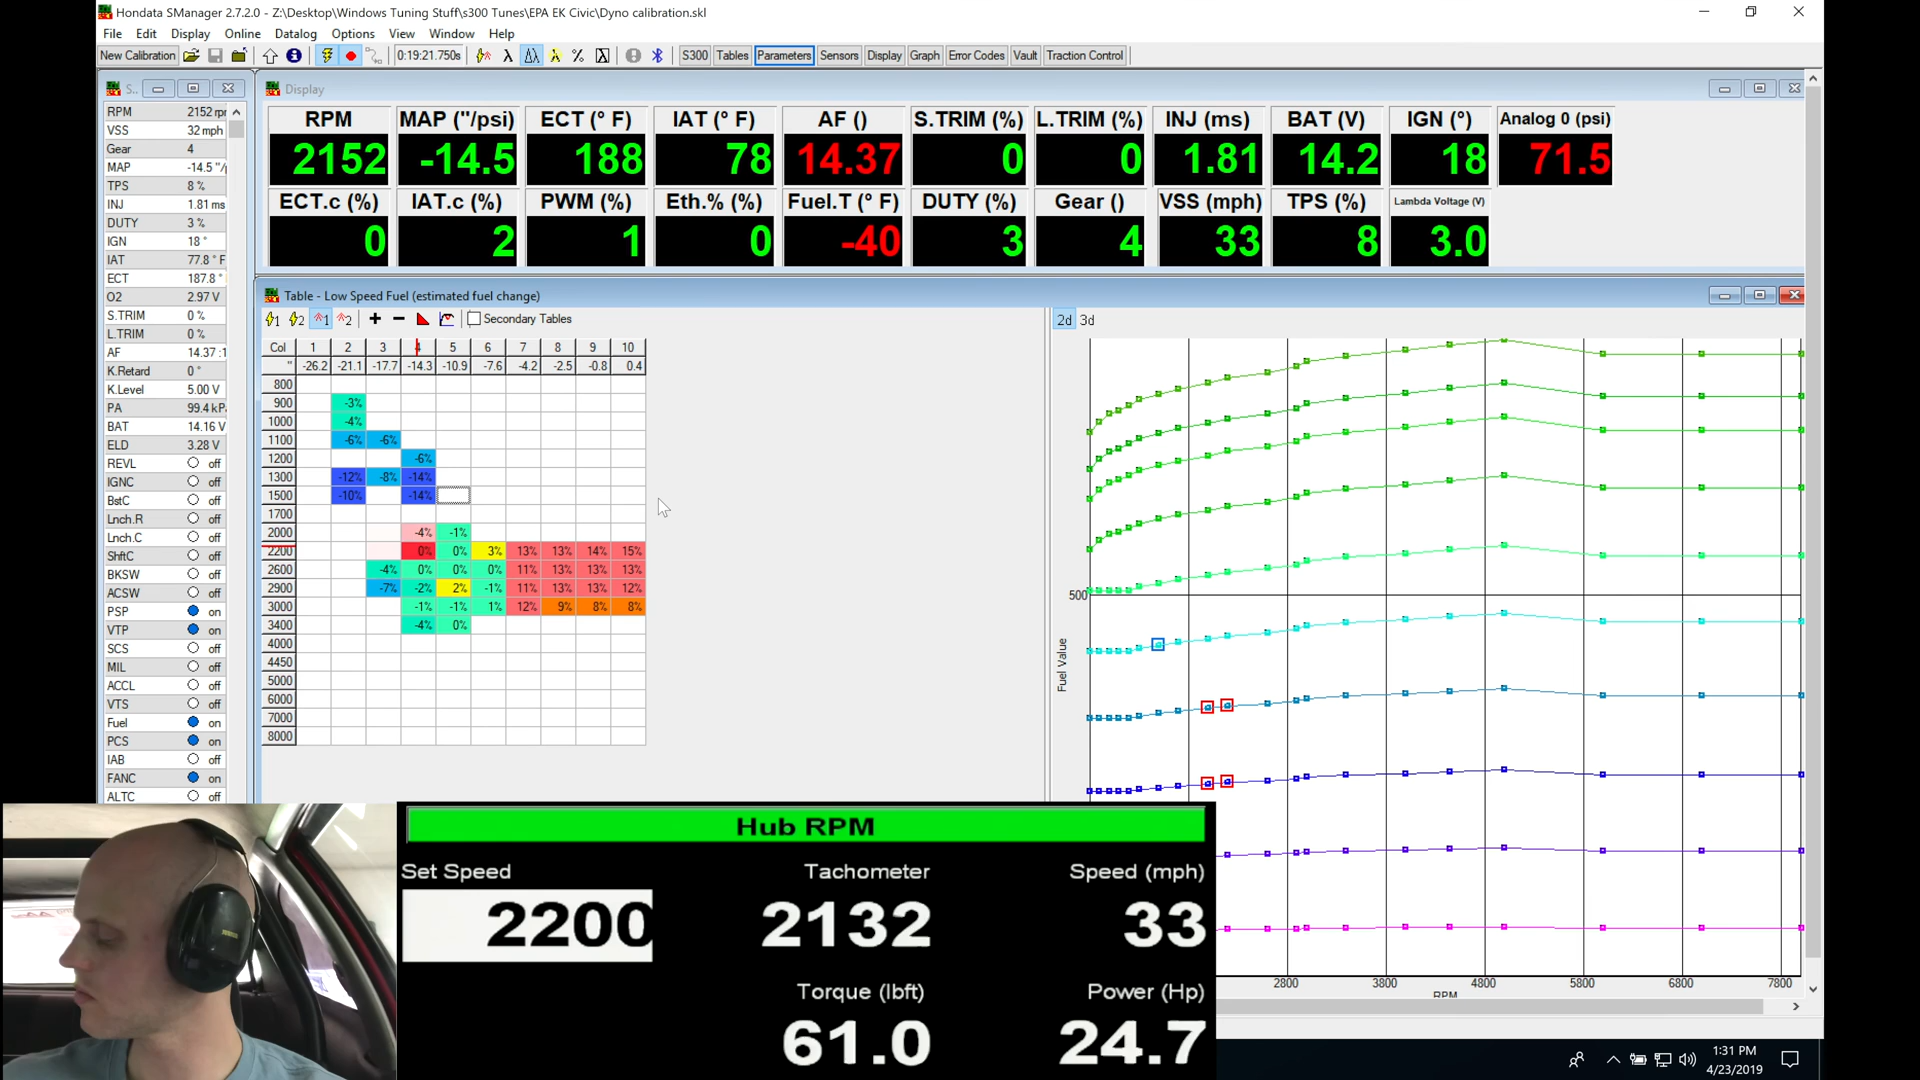 Hondata SManager 2.7.2.0 - Z:\Desktop\Windows Tuning Stuff\s300 Tunes\EPA EK Civic\Dyno calibration.skl
File Edit Display Online Datalog Options View Window Help
New Calibration 0:19:21.750s S300 Tables Parameters Sensors Display Graph Error Codes Vault Traction Control
S..
RPM 2152 rp
VSS 32 mph
Gear 4
MAP -14.5 "/
TPS 8 %
INJ 1.81 ms
DUTY 3 %
IGN 18 °
IAT 77.8 ° F
ECT 187.8 °
O2 2.97 V
S.TRIM 0 %
L.TRIM 0 %
AF 14.37 :1
K.Retard 0 °
K.Level 5.00 V
PA 99.4 kP
BAT 14.16 V
ELD 3.28 V
REVL off
IGNC off
BstC off
Lnch.R off
Lnch.C off
ShftC off
BKSW off
ACSW off
PSP on
VTP on
SCS off
MIL off
ACCL off
VTS off
Fuel on
PCS on
IAB off
FANC on
ALTC off
Display
RPM MAP ("/psi) ECT (° F) IAT (° F) AF () S.TRIM (%) L.TRIM (%) INJ (ms) BAT (V) IGN (°) Analog 0 (psi)
2152 -14.5 188 78 14.37 0 0 1.81 14.2 18 71.5
ECT.c (%) IAT.c (%) PWM (%) Eth.% (%) Fuel.T (° F) DUTY (%) Gear () VSS (mph) TPS (%) Lambda Voltage (V)
0 2 1 0 -40 3 4 33 8 3.0
Table - Low Speed Fuel (estimated fuel change)
1 2 1 2 Secondary Tables
Col 1 2 3 4 5 6 7 8 9 10
" -26.2 -21.1 -17.7 -14.3 -10.9 -7.6 -4.2 -2.5 -0.8 0.4
800
900 -3%
1000 -4%
1100 -6% -6%
1200 -6%
1300 -12% -8% -14%
1500 -10% -14%
1700
2000 -4% -1%
2200 0% 0% 3% 13% 13% 14% 15%
2600 -4% 0% 0% 0% 11% 13% 13% 13%
2900 -7% -2% 2% -1% 11% 13% 13% 12%
3000 -1% -1% 1% 12% 9% 8% 8%
3400 -4% 0%
4000
4450
5000
6000
7000
8000
2d 3d
500
Fuel Value
2800 3800 4800 5800 6800 7800
RPM
Hub RPM
Set Speed Tachometer Speed (mph)
2200 2132 33
Torque (lbft) Power (Hp)
61.0 24.7
1:31 PM
4/23/2019